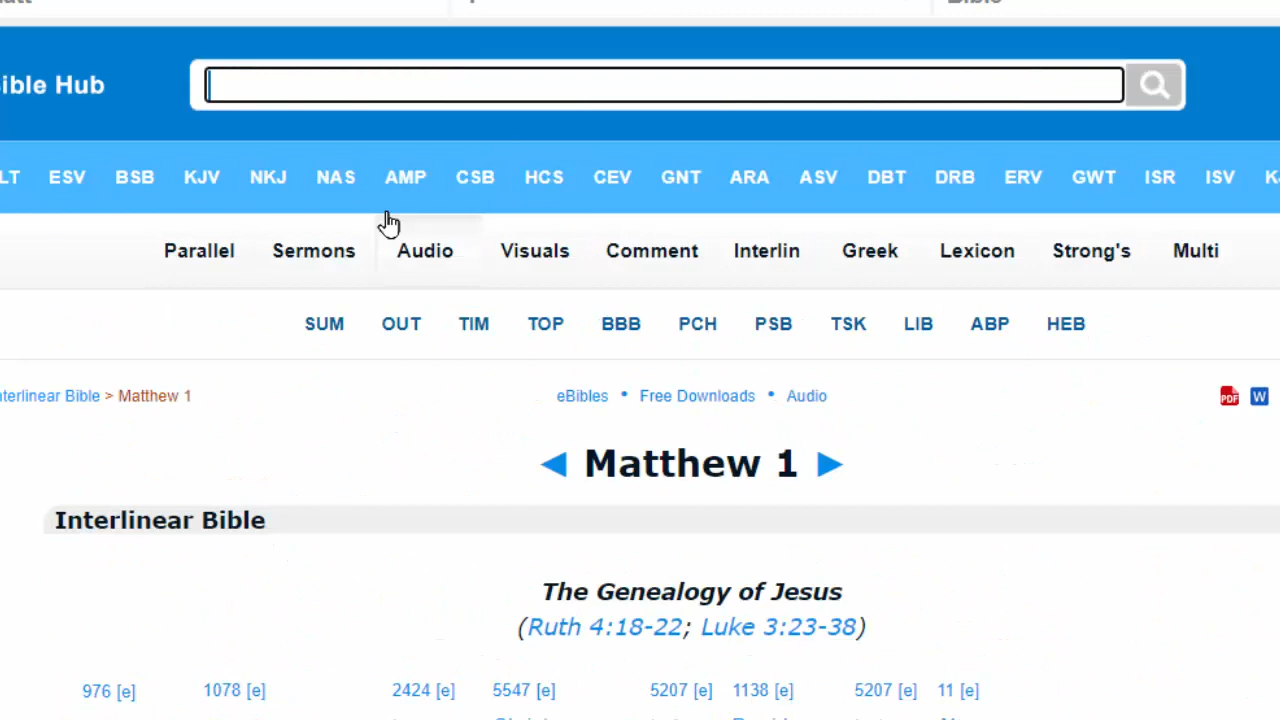 Bible
ible Hub
LT ESV BSB KJV NKJ NAS AMP CSB HCS CEV GNT ARA ASV DBT DRB ERV GWT ISR ISV K
Parallel Sermons Audio Visuals Comment Interlin Greek Lexicon Strong's Multi
SUM OUT TIM TOP BBB PCH PSB TSK LIB ABP HEB
nterlinear Bible > Matthew 1 eBibles • Free Downloads • Audio PDF W
◄ Matthew 1 ►
Interlinear Bible
The Genealogy of Jesus
(Ruth 4:18-22; Luke 3:23-38)
976 [e] 1078 [e] 2424 [e] 5547 [e] 5207 [e] 1138 [e] 5207 [e] 11 [e]